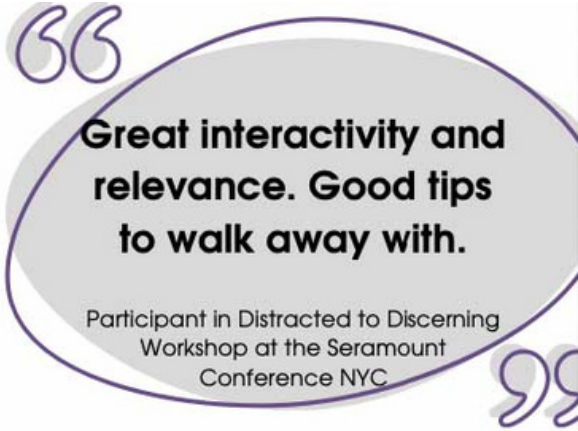 Great interactivity and
relevance. Good tips
to walk away with.
Participant in Distracted to Discerning
Workshop at the Seramount
Conference NYC